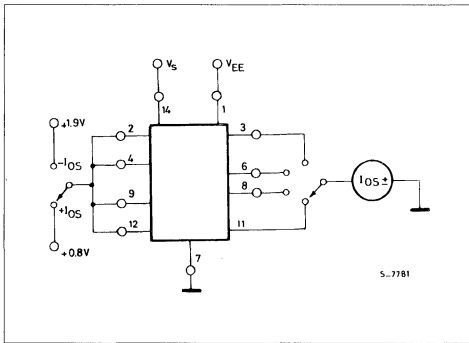 Vs VEE
14 1
+1.9V 2 3
-IOS 4 6
+IOS 9 8 IOS ±
12 11
+0.8V 7
S-7781